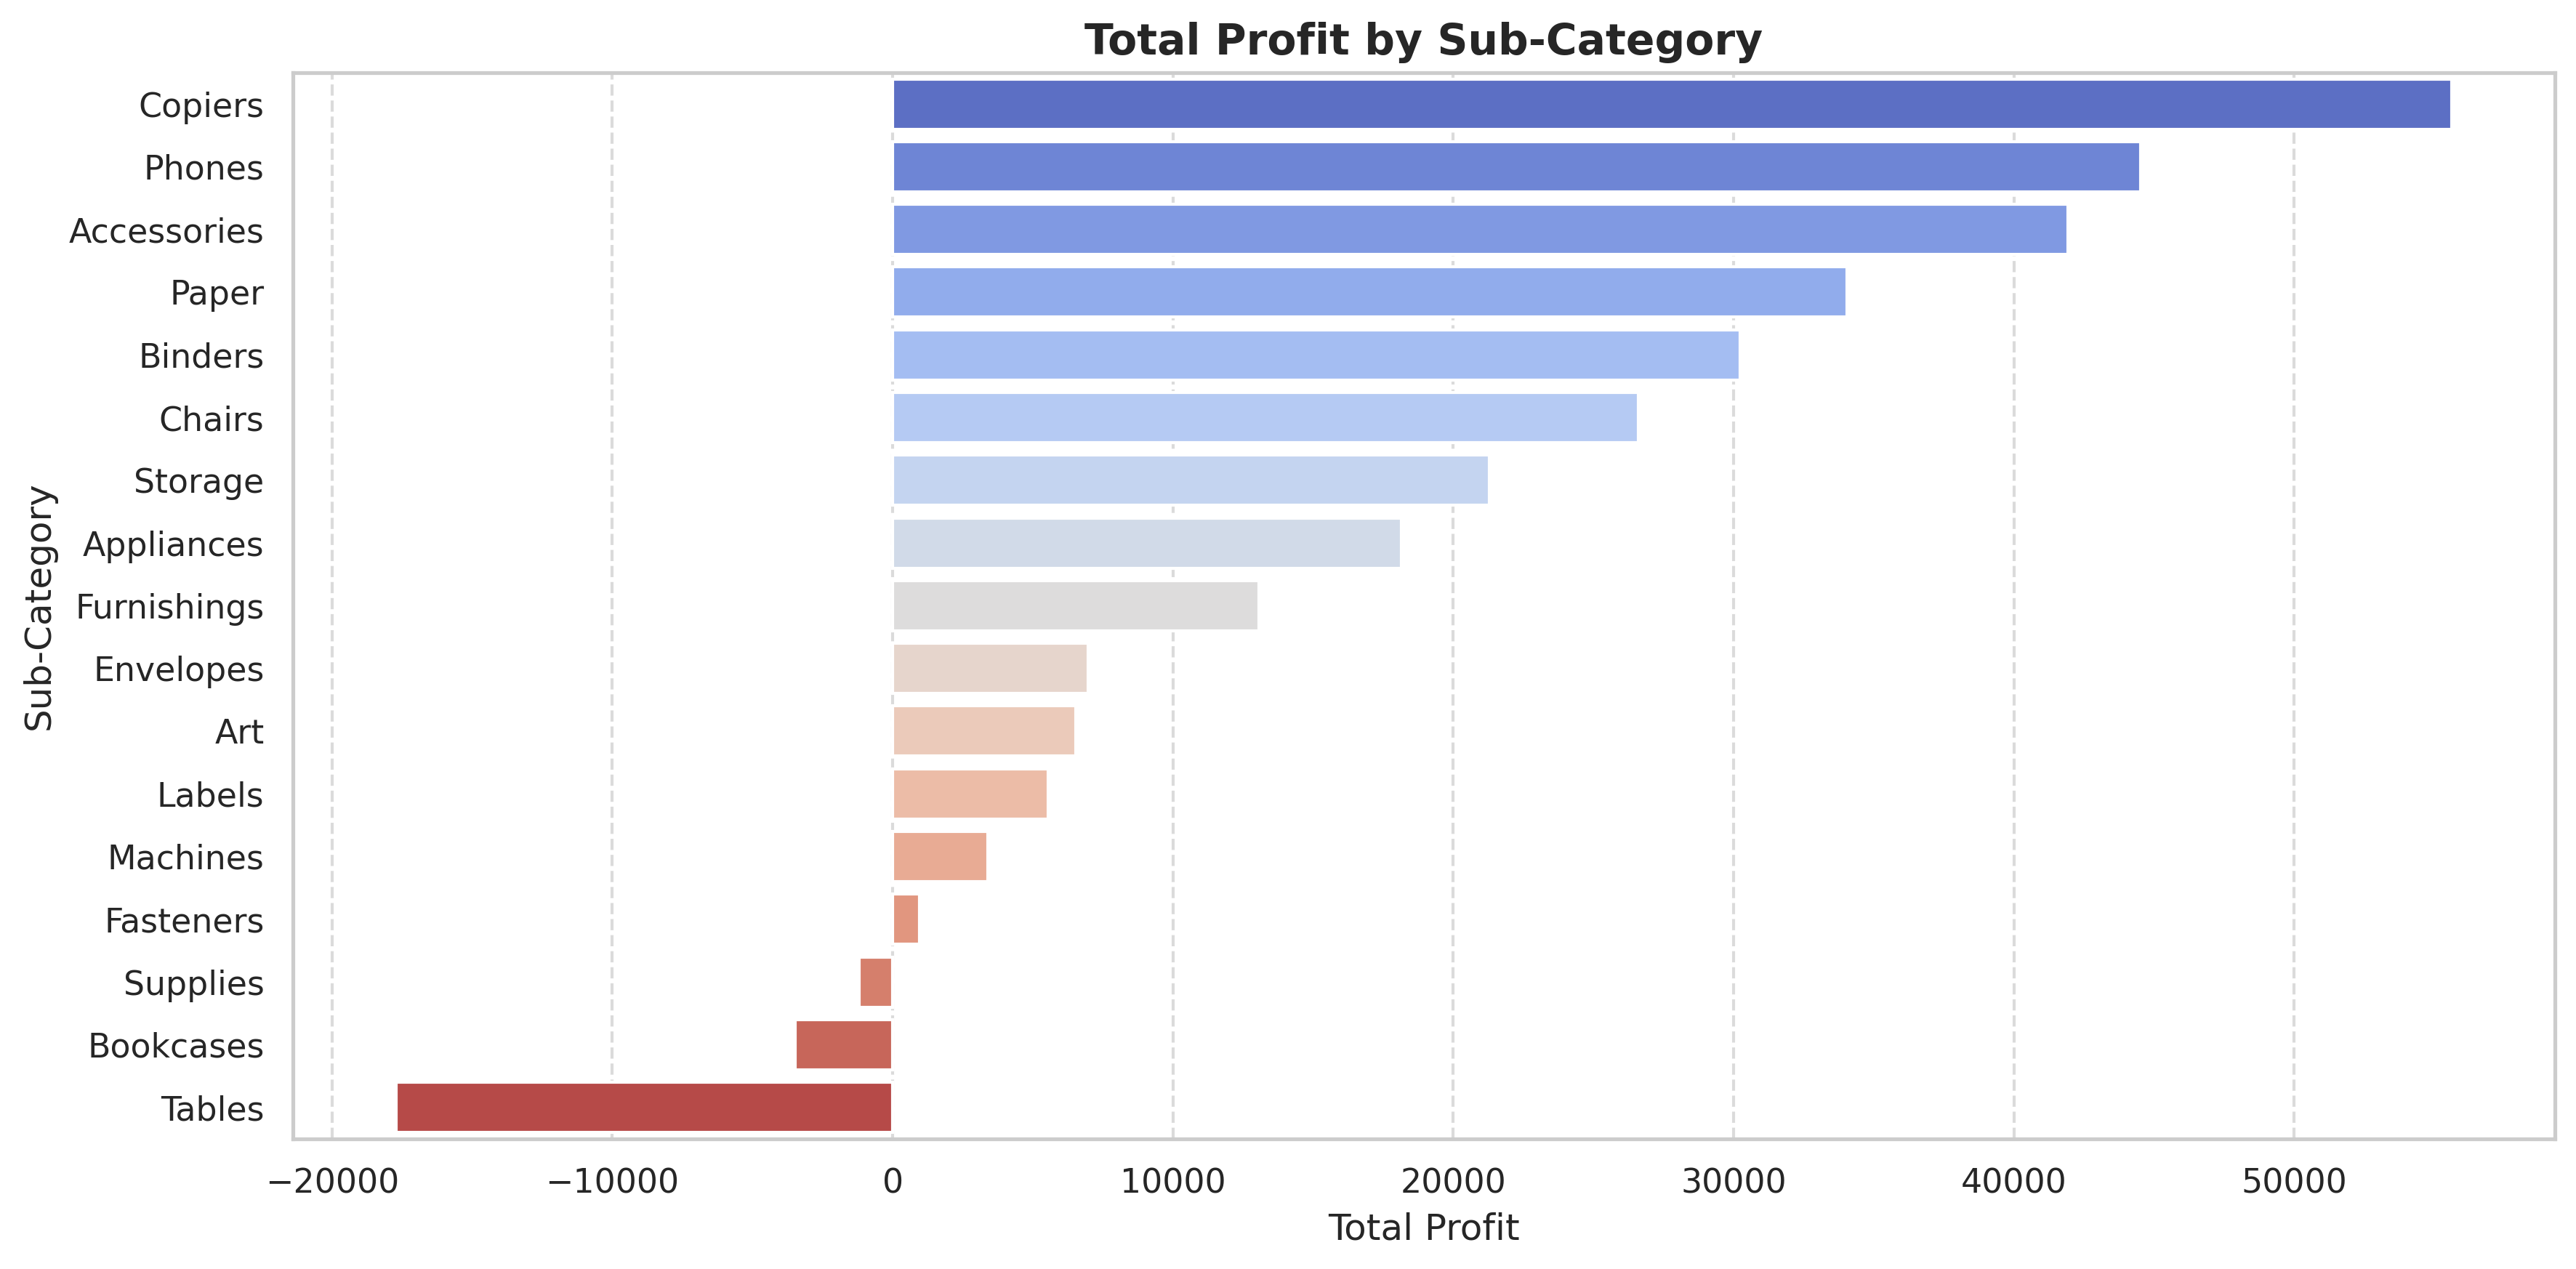 Total Profit by Sub-Category
Copiers
Phones
Accessories
Paper
Binders
Chairs
Storage
Appliances
Furnishings
Envelopes
Art
Labels
Machines
Fasteners
Supplies
Bookcases
Tables
Sub-Category
−20000 −10000 0 10000 20000 30000 40000 50000
Total Profit